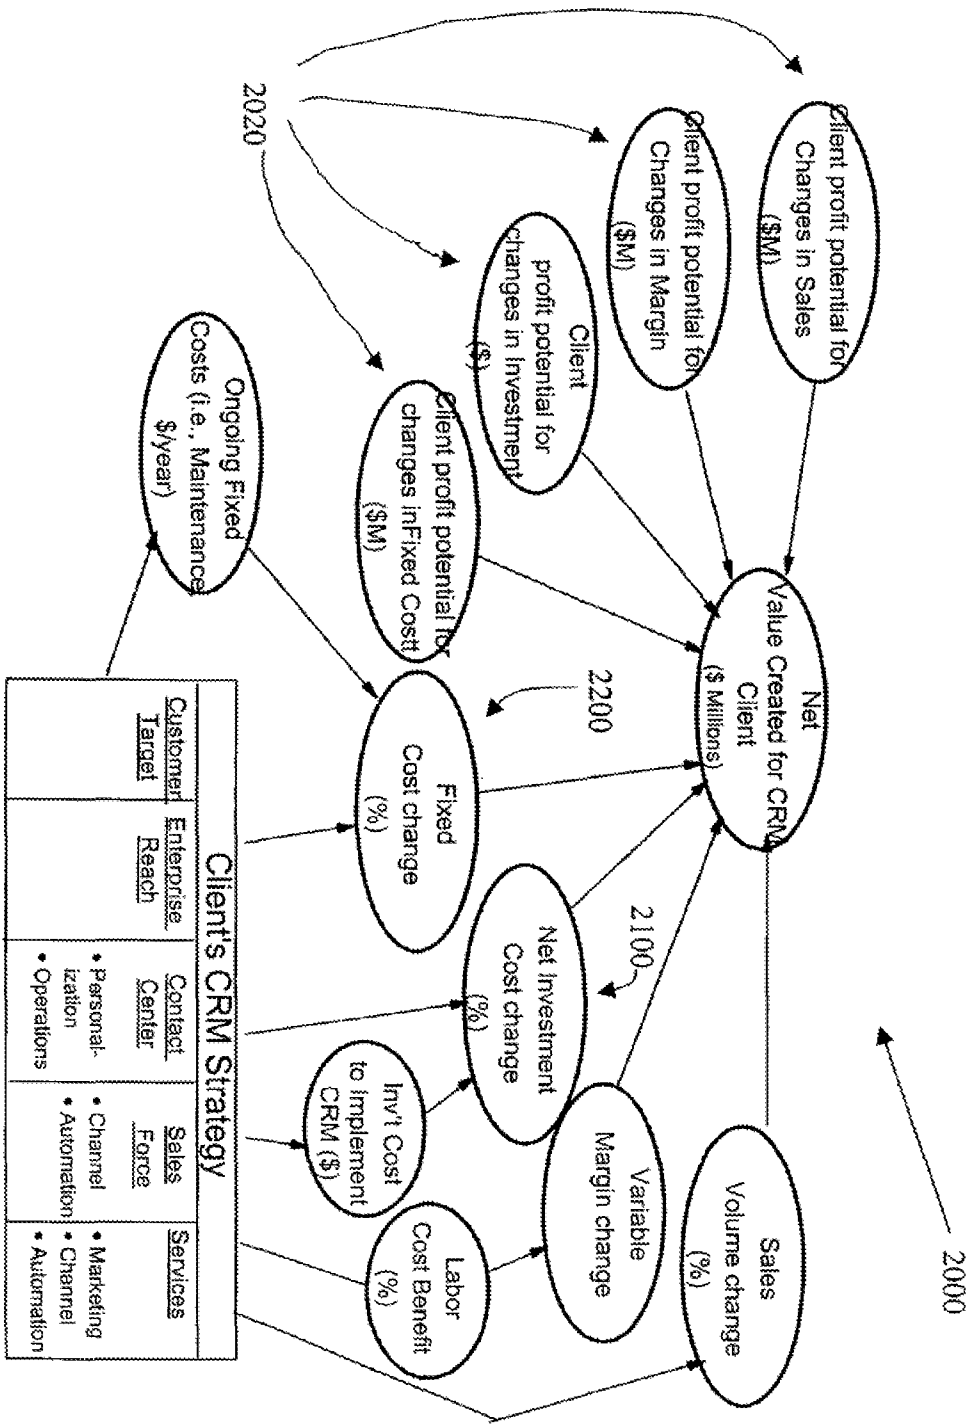 2000
Client profit potential for
Changes in Sales
($M)
Client profit potential for
Changes in Margin
($M)
Client
profit potential for
changes in Investment
($)
Client profit potential for
changes inFixed Costt
($M)
2020
Ongoing Fixed
Costs (i.e., Maintenance
$/year)
Net
Value Created for CRM
Client
($ Millions)
2200
Fixed
Cost change
(%)
2100
Net Investment
Cost change
(%)
Variable
Margin change
Sales
Volume change
(%)
Inv't Cost
to Implement
CRM ($)
Labor
Cost Benefit
(%)
Client's CRM Strategy
Customer
Target
Enterprise
Reach
Contact
Center
• Personal-
ization
• Operations
Sales
Force
• Channel
• Automation
Services
• Marketing
• Channel
• Automation